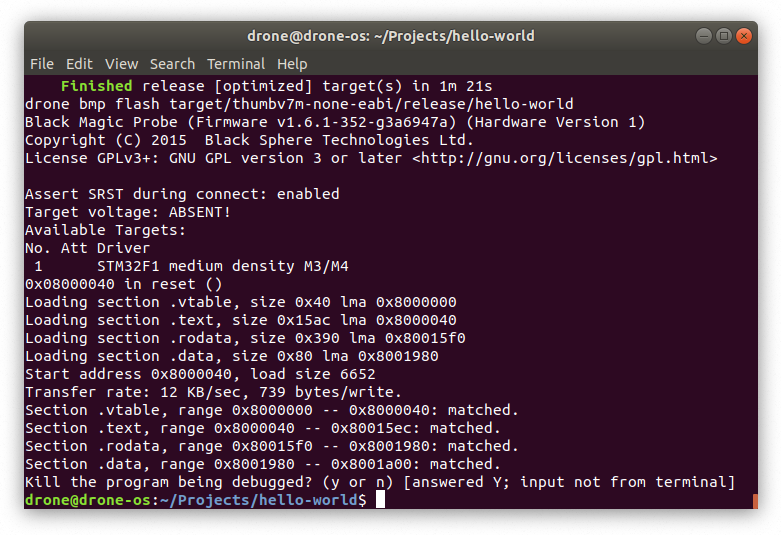 drone@drone-os: ~/Projects/hello-world
File Edit View Search Terminal Help
    Finished release [optimized] target(s) in 1m 21s
drone bmp flash target/thumbv7m-none-eabi/release/hello-world
Black Magic Probe (Firmware v1.6.1-352-g3a6947a) (Hardware Version 1)
Copyright (C) 2015  Black Sphere Technologies Ltd.
License GPLv3+: GNU GPL version 3 or later <http://gnu.org/licenses/gpl.html>

Assert SRST during connect: enabled
Target voltage: ABSENT!
Available Targets:
No. Att Driver
 1      STM32F1 medium density M3/M4
0x08000040 in reset ()
Loading section .vtable, size 0x40 lma 0x8000000
Loading section .text, size 0x15ac lma 0x8000040
Loading section .rodata, size 0x390 lma 0x80015f0
Loading section .data, size 0x80 lma 0x8001980
Start address 0x8000040, load size 6652
Transfer rate: 12 KB/sec, 739 bytes/write.
Section .vtable, range 0x8000000 -- 0x8000040: matched.
Section .text, range 0x8000040 -- 0x80015ec: matched.
Section .rodata, range 0x80015f0 -- 0x8001980: matched.
Section .data, range 0x8001980 -- 0x8001a00: matched.
Kill the program being debugged? (y or n) [answered Y; input not from terminal]
drone@drone-os:~/Projects/hello-world$